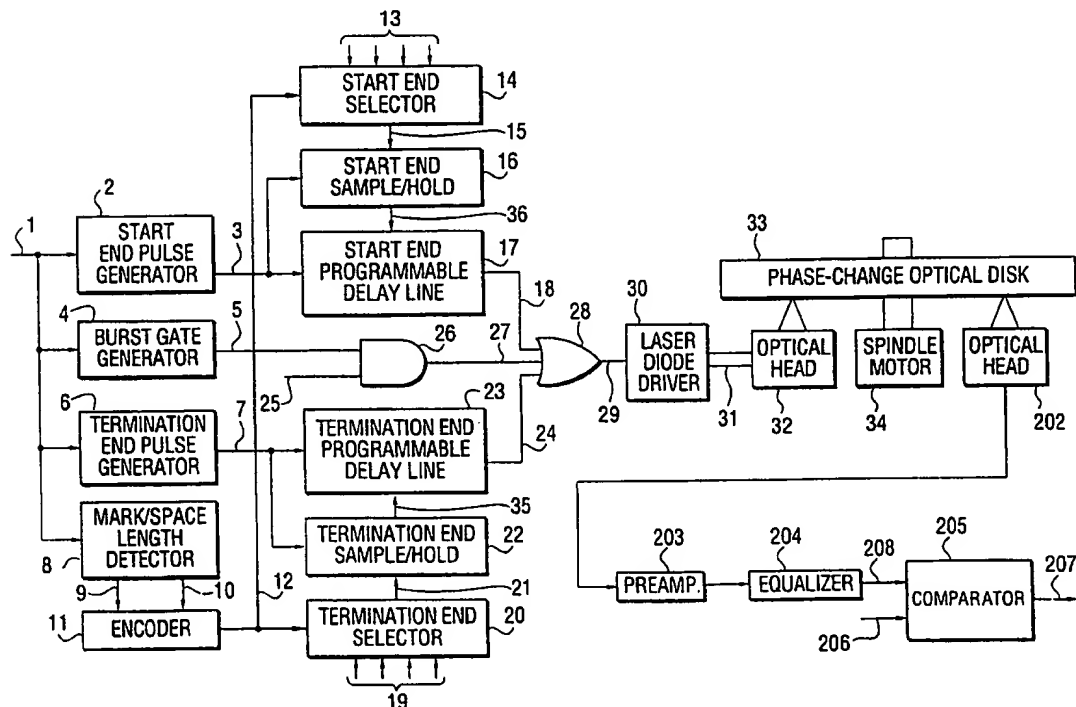 13
START END
SELECTOR
14
15
START END
SAMPLE/HOLD
16
36
2
1
START
END PULSE
GENERATOR
3
START END
PROGRAMMABLE
DELAY LINE
17
18
33
PHASE-CHANGE OPTICAL DISK
4
BURST GATE
GENERATOR
5
26
25
27
28
29
30
LASER
DIODE
DRIVER
31
OPTICAL
HEAD
32
SPINDLE
MOTOR
34
OPTICAL
HEAD
202
6
TERMINATION
END PULSE
GENERATOR
7
23
TERMINATION END
PROGRAMMABLE
DELAY LINE
24
35
MARK/SPACE
LENGTH
DETECTOR
8
9
10
12
TERMINATION END
SAMPLE/HOLD
22
21
11
ENCODER
TERMINATION END
SELECTOR
20
19
203
PREAMP.
204
EQUALIZER
208
205
COMPARATOR
206
207